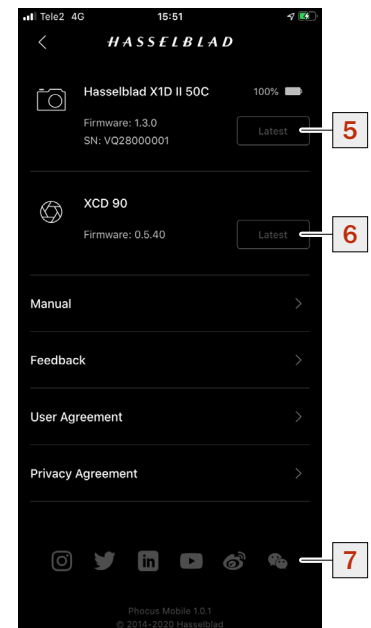 Tele2 4G 15:51
HASSELBLAD
Hasselblad X1D II 50C 100%
Firmware: 1.3.0
SN: VQ28000001
Latest
5
XCD 90
Firmware: 0.5.40
Latest
6
Manual
Feedback
User Agreement
Privacy Agreement
in
7
Phocus Mobile 1.0.1
© 2014-2020 Hasselblad